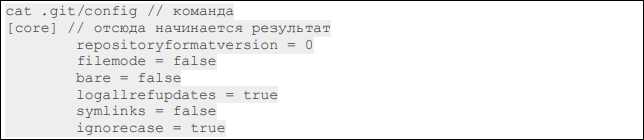 cat .git/config // команда
[core] // отсюда начинается результат
repositoryformatversion = 0
filemode = false
bare = false
logallrefupdates = true
symlinks = false
ignorecase = true